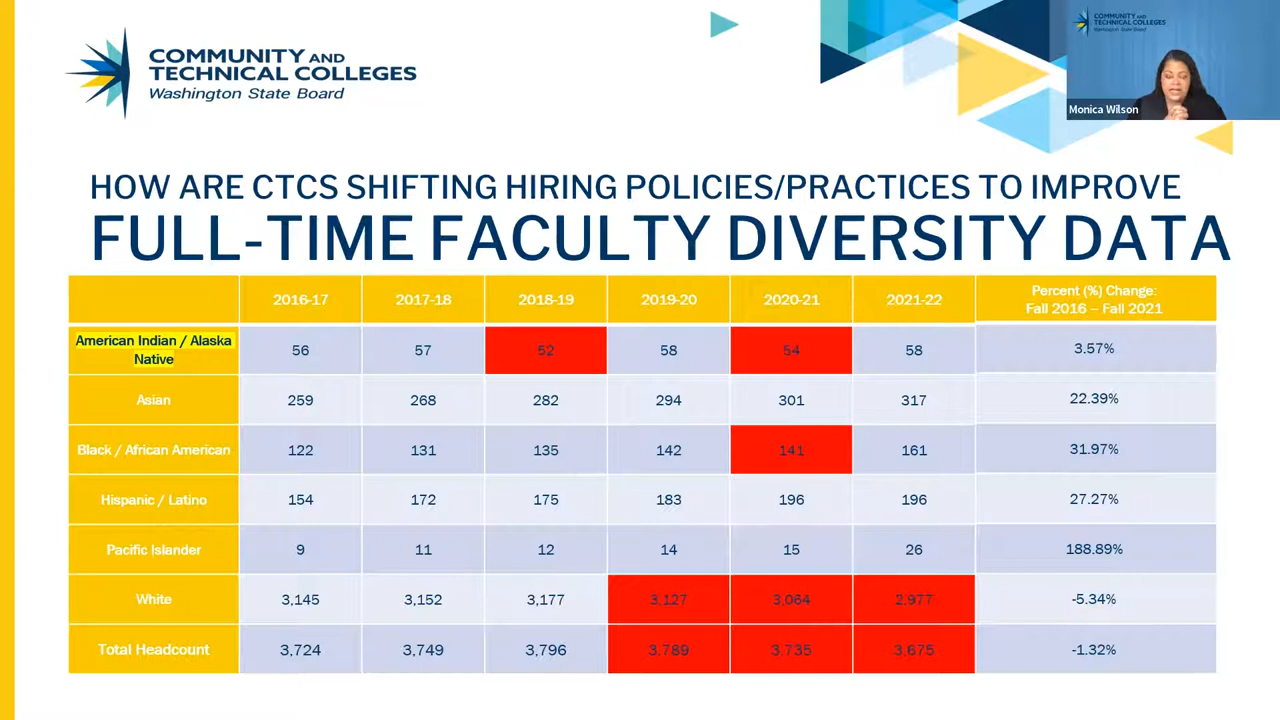 COMMUNITY AND
TECHNICAL COLLEGES
Washington State Board
COMMUNITY AND
TECHNICAL COLLEGES
Washington State Board
Monica Wilson
HOW ARE CTCS SHIFTING HIRING POLICIES/PRACTICES TO IMPROVE
FULL-TIME FACULTY DIVERSITY DATA
2016-17 2017-18 2018-19 2019-20 2020-21 2021-22 Percent (%) Change:
Fall 2016 – Fall 2021
American Indian / Alaska
Native 56 57 52 58 54 58 3.57%
Asian 259 268 282 294 301 317 22.39%
Black / African American 122 131 135 142 141 161 31.97%
Hispanic / Latino 154 172 175 183 196 196 27.27%
Pacific Islander 9 11 12 14 15 26 188.89%
White 3,145 3,152 3,177 3,127 3,064 2,977 -5.34%
Total Headcount 3,724 3,749 3,796 3,789 3,735 3,675 -1.32%